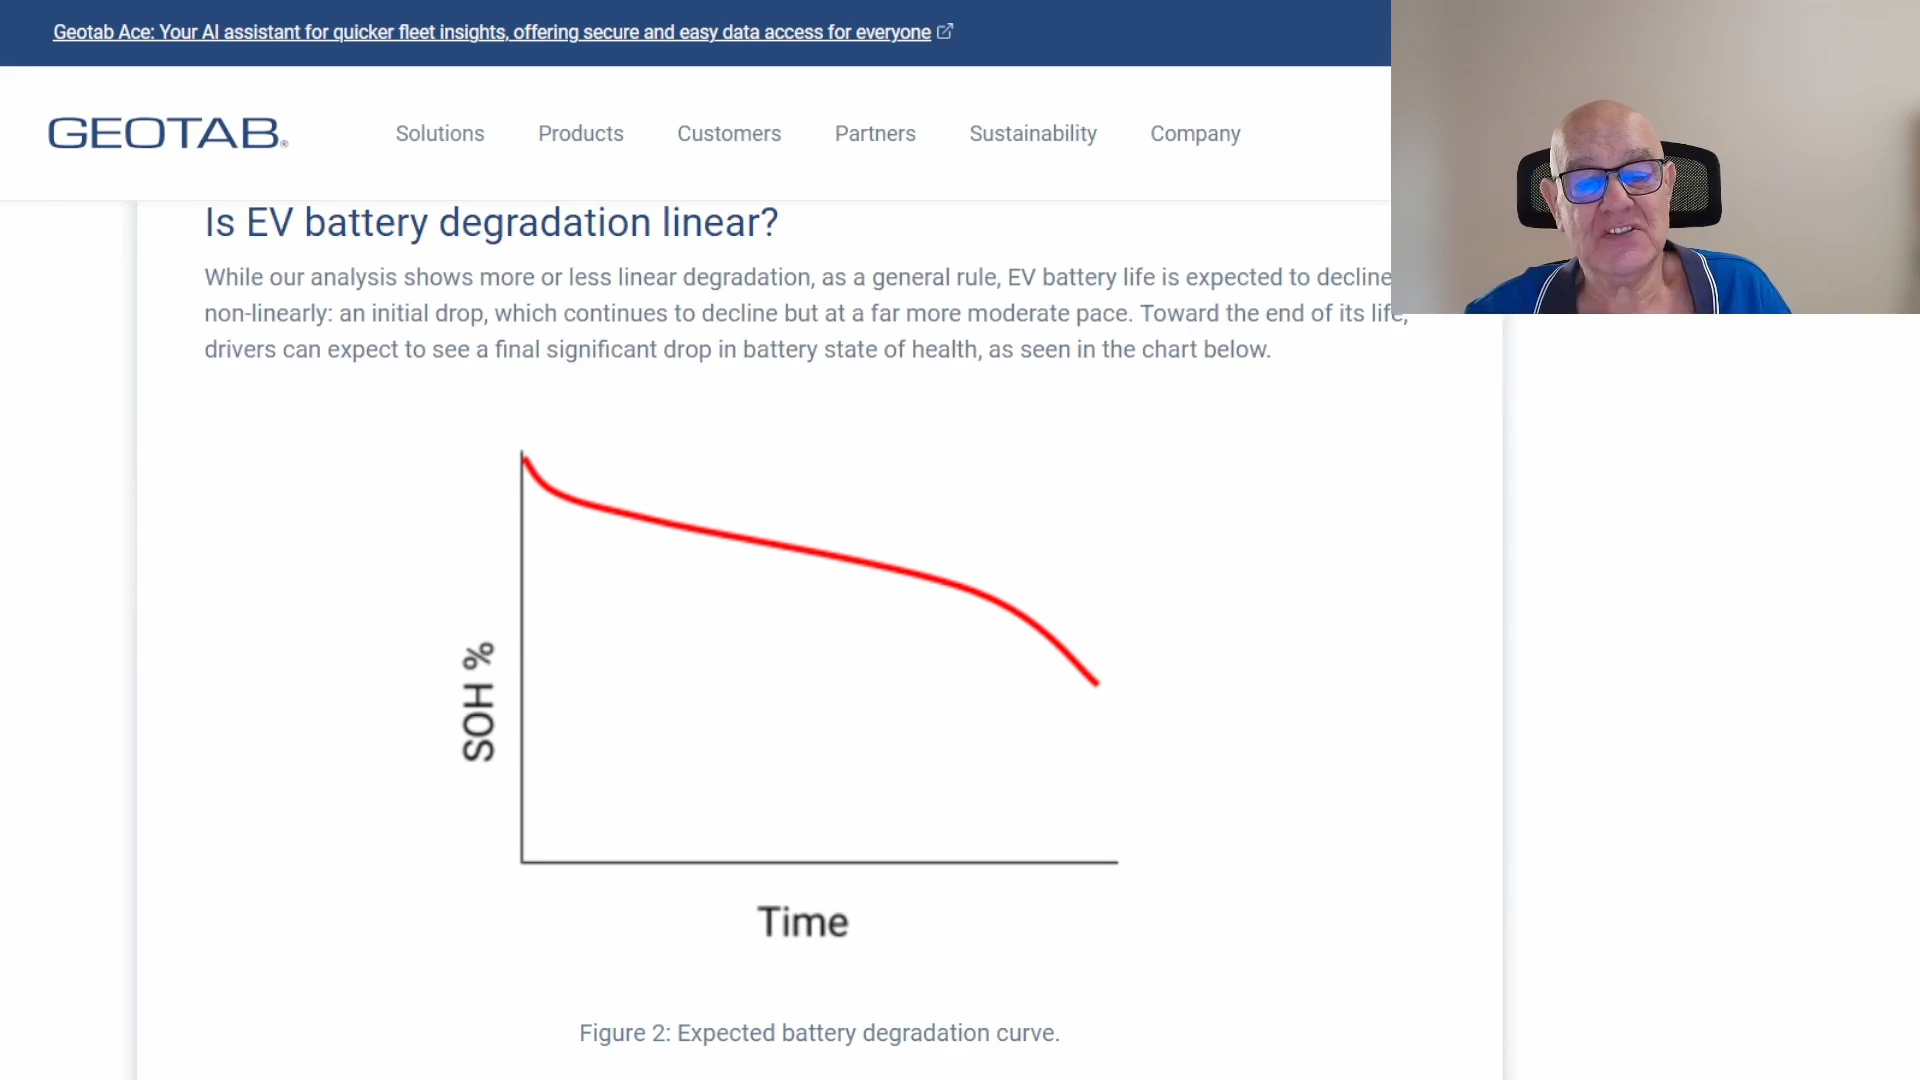 Geotab Ace: Your AI assistant for quicker fleet insights, offering secure and easy data access for everyone
GEOTAB®
Solutions
Products
Customers
Partners
Sustainability
Company
Is EV battery degradation linear?
While our analysis shows more or less linear degradation, as a general rule, EV battery life is expected to decline
non-linearly: an initial drop, which continues to decline but at a far more moderate pace. Toward the end of its life,
drivers can expect to see a final significant drop in battery state of health, as seen in the chart below.
SOH %
Time
Figure 2: Expected battery degradation curve.